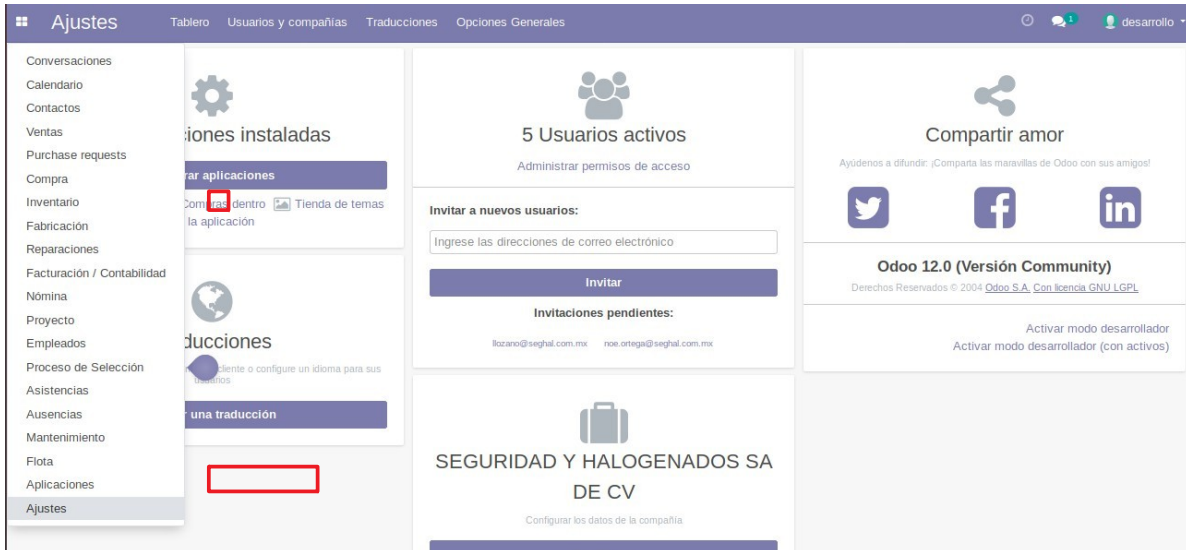 Ajustes Tablero Usuarios y compañías Traducciones Opciones Generales 1 desarrollo
Conversaciones
Calendario
Contactos
Ventas
Purchase requests
Compra
Inventario
Fabricación
Reparaciones
Facturación / Contabilidad
Nómina
Proyecto
Empleados
Proceso de Selección
Asistencias
Ausencias
Mantenimiento
Flota
Aplicaciones
Ajustes
ciones instaladas
rar aplicaciones
Compras dentro Tienda de temas
la aplicación
ducciones
cliente o configure un idioma para sus
usuarios
una traducción
5 Usuarios activos
Administrar permisos de acceso
Invitar a nuevos usuarios:
Ingrese las direcciones de correo electrónico
Invitar
Invitaciones pendientes:
llozano@seghal.com.mx noe.ortega@seghal.com.mx
SEGURIDAD Y HALOGENADOS SA
DE CV
Configurar los datos de la compañía
Compartir amor
Ayúdenos a difundir: ¡Comparta las maravillas de Odoo con sus amigos!
Odoo 12.0 (Versión Community)
Derechos Reservados © 2004 Odoo S.A. Con licencia GNU LGPL
Activar modo desarrollador
Activar modo desarrollador (con activos)